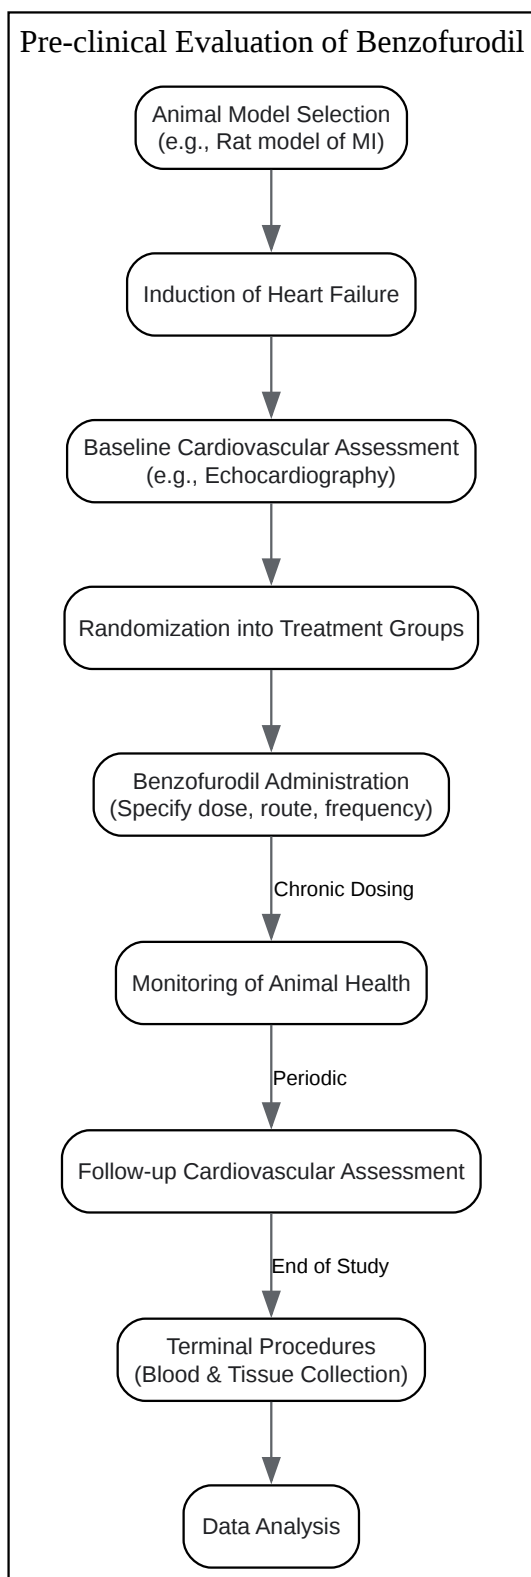 Pre-clinical Evaluation of Benzofurodil
Animal Model Selection
(e.g., Rat model of MI)
Induction of Heart Failure
Baseline Cardiovascular Assessment
(e.g., Echocardiography)
Randomization into Treatment Groups
Benzofurodil Administration
(Specify dose, route, frequency)
Chronic Dosing
Monitoring of Animal Health
Periodic
Follow-up Cardiovascular Assessment
End of Study
Terminal Procedures
(Blood & Tissue Collection)
Data Analysis